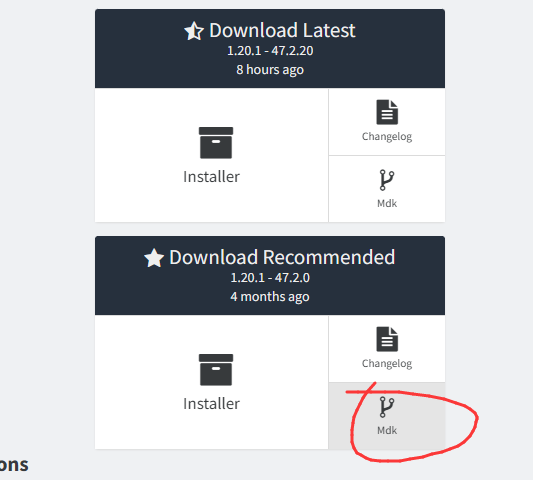 Download Latest
1.20.1 - 47.2.20
8 hours ago
Installer
Changelog
Mdk
Download Recommended
1.20.1 - 47.2.0
4 months ago
Installer
Changelog
Mdk
ons